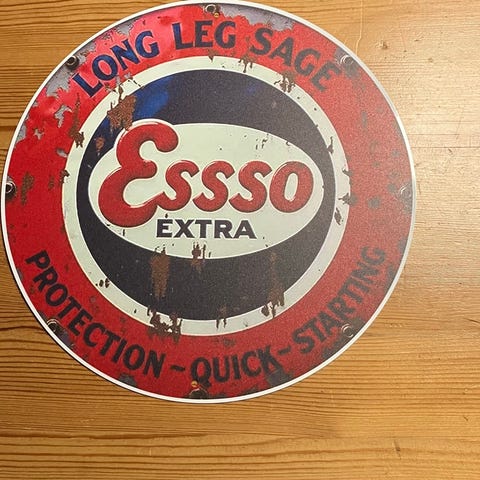 LONG LEG SAGE
Essso
EXTRA
PROTECTION ~ QUICK ~ STARTING